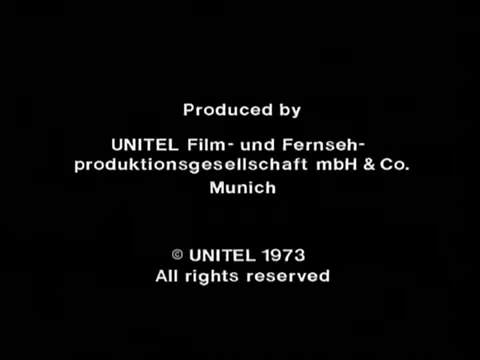 Produced by
UNITEL Film- und Fernseh-
produktionsgesellschaft mbH & Co.
Munich
© UNITEL 1973
All rights reserved